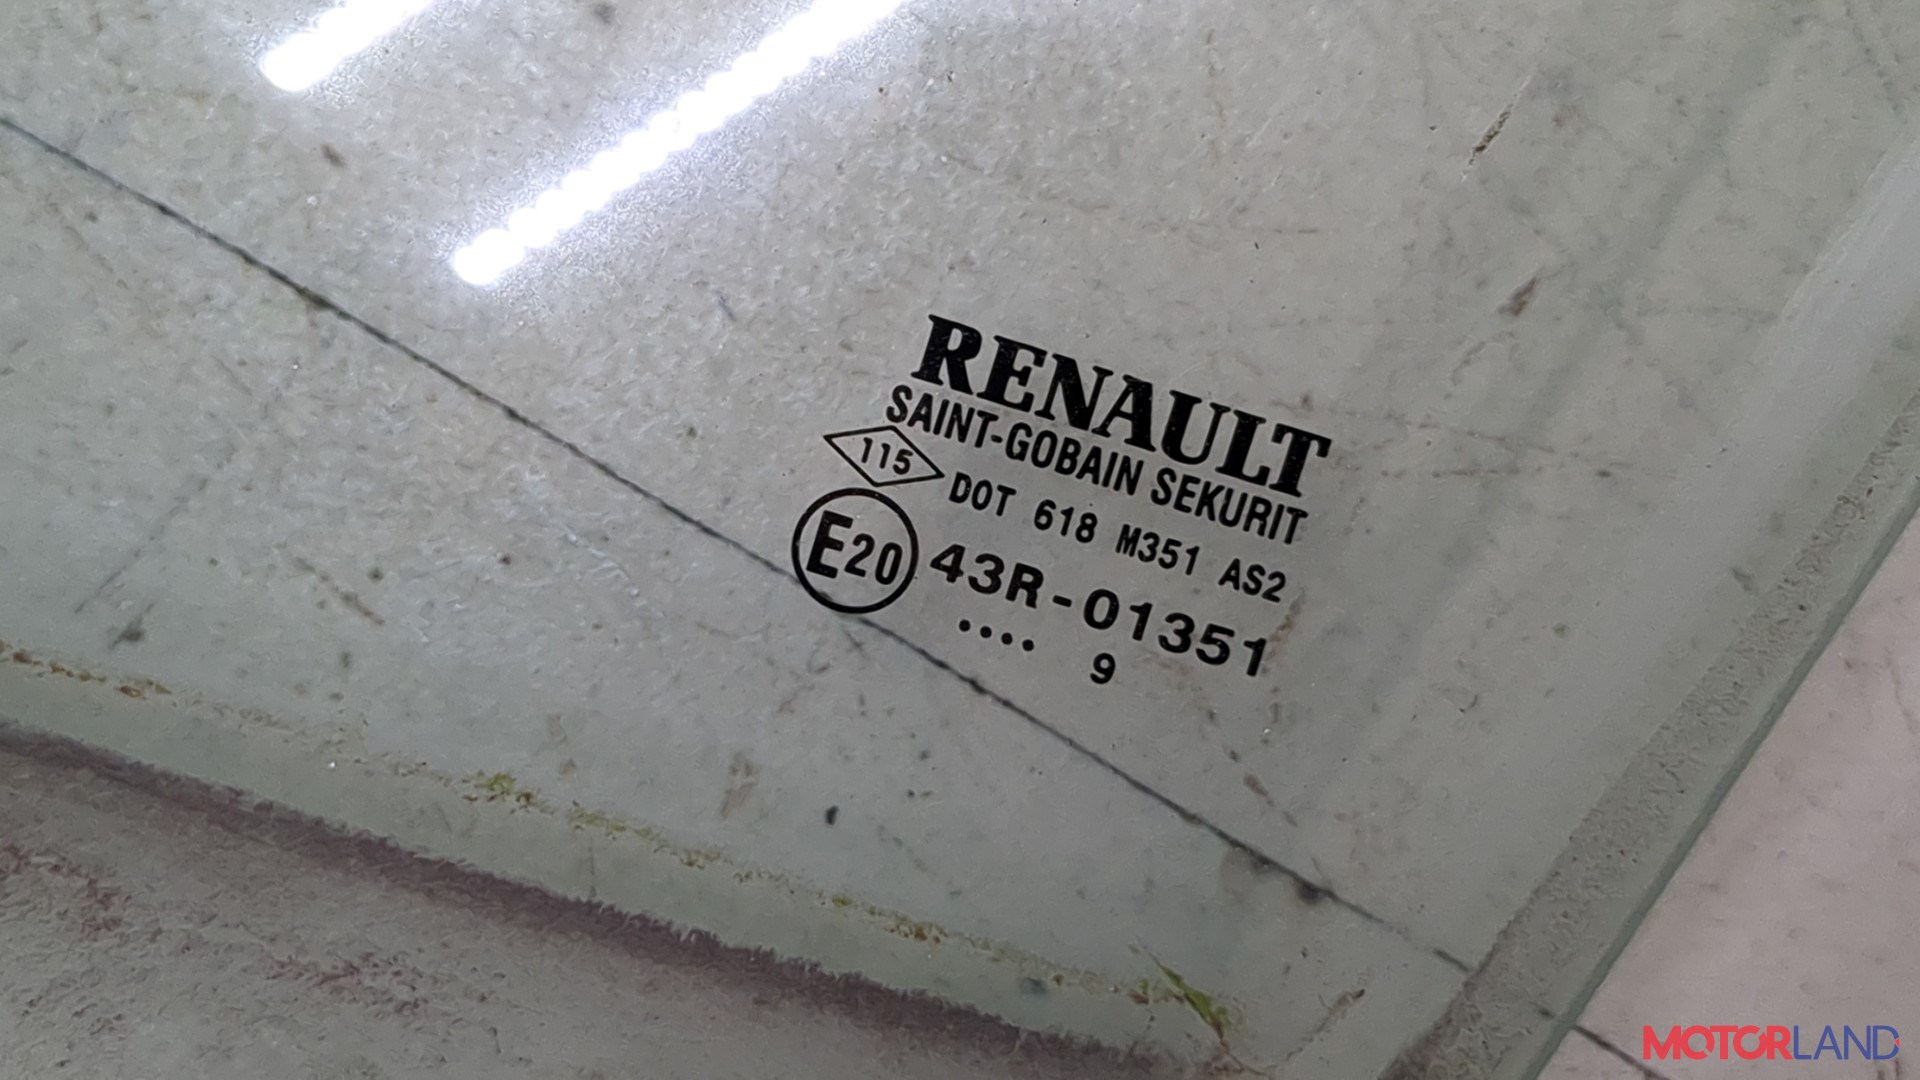 RENAULT
SAINT-GOBAIN SEKURIT
115 DOT 618 M351 AS2
E20 43R-01351
.... 9
MOTORLAND